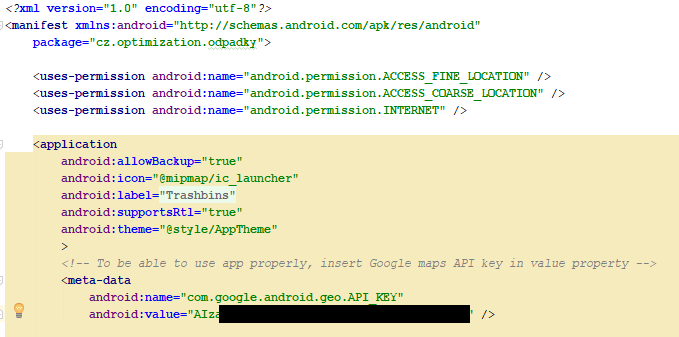 <?xml version="1.0" encoding="utf-8"?>
<manifest xmlns:android="http://schemas.android.com/apk/res/android"
package="cz.optimization.odpadky">
<uses-permission android:name="android.permission.ACCESS_FINE_LOCATION" />
<uses-permission android:name="android.permission.ACCESS_COARSE_LOCATION" />
<uses-permission android:name="android.permission.INTERNET" />
<application
android:allowBackup="true"
android:icon="@mipmap/ic_launcher"
android:label="Trashbins"
android:supportsRtl="true"
android:theme="@style/AppTheme"
>
<!-- To be able to use app properly, insert Google maps API key in value property -->
<meta-data
android:name="com.google.android.geo.API_KEY"
android:value="AIza" />